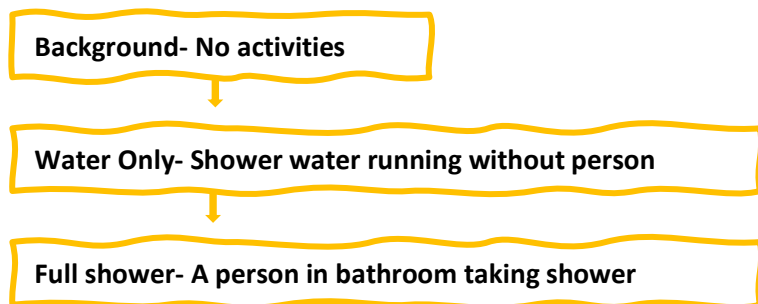 Background- No activities
Water Only- Shower water running without person
Full shower- A person in bathroom taking shower